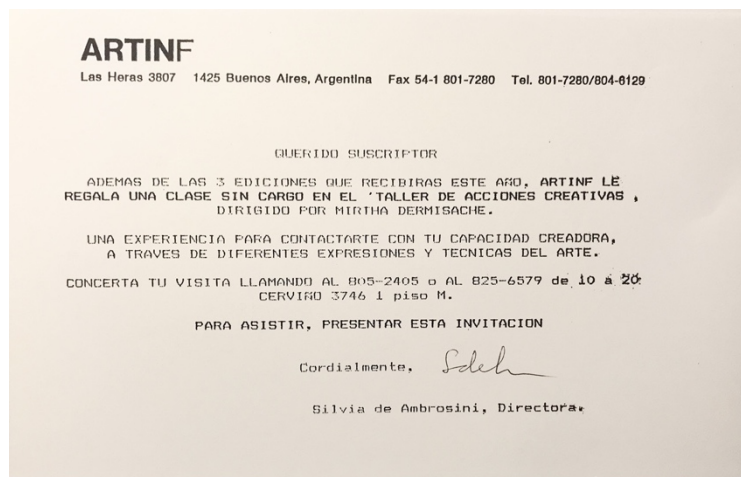 ARTINF
Las Heras 3807 1425 Buenos Aires, Argentina Fax 54-1 801-7280 Tel. 801-7280/804-6129
QUERIDO SUSCRIPTOR
ADEMAS DE LAS 3 EDICIONES QUE RECIBIRAS ESTE AÑO, ARTINF LE
REGALA UNA CLASE SIN CARGO EN EL 'TALLER DE ACCIONES CREATIVAS ,
DIRIGIDO POR MIRTHA DERMISACHE.
UNA EXPERIENCIA PARA CONTACTARTE CON TU CAPACIDAD CREADORA,
A TRAVES DE DIFERENTES EXPRESIONES Y TECNICAS DEL ARTE.
CONCERTA TU VISITA LLAMANDO AL 805-2405 o AL 825-6579 de 10 a 20.
CERVIÑO 3746 1 piso M.
PARA ASISTIR, PRESENTAR ESTA INVITACION
Cordialmente,
Silvia de Ambrosini, Directora.